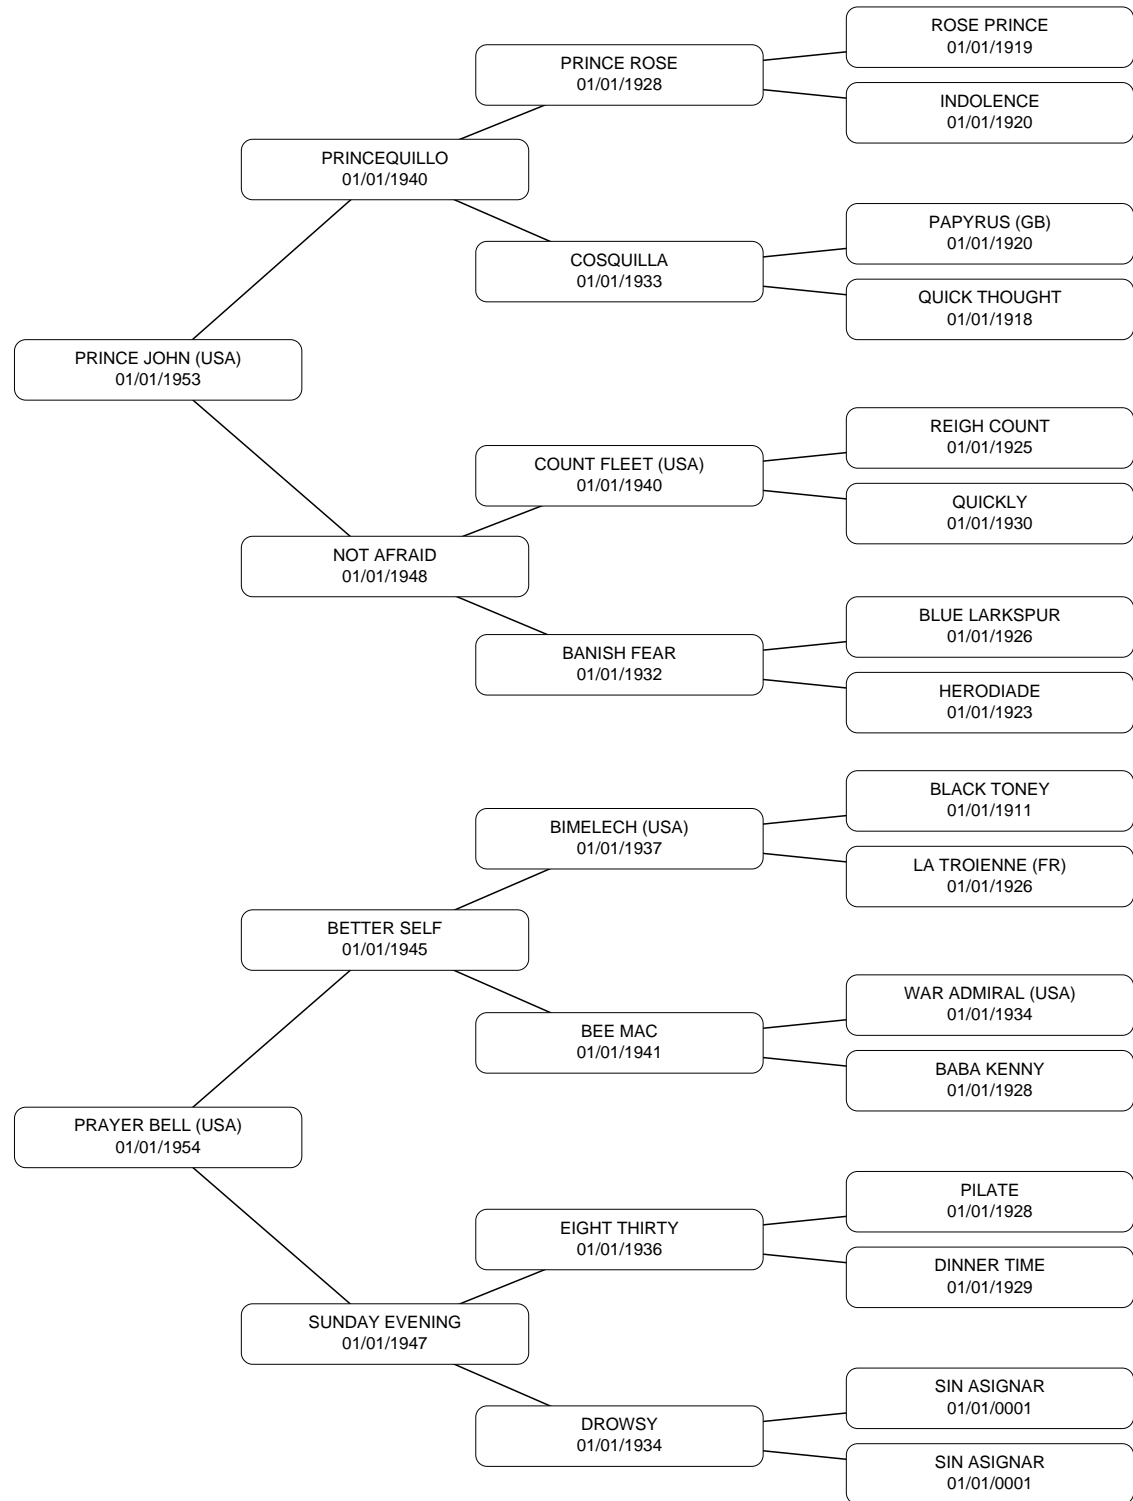 ROSE PRINCE
01/01/1919
PRINCE ROSE
01/01/1928
INDOLENCE
01/01/1920
PRINCEQUILLO
01/01/1940
PAPYRUS (GB)
01/01/1920
COSQUILLA
01/01/1933
QUICK THOUGHT
01/01/1918
PRINCE JOHN (USA)
01/01/1953
REIGH COUNT
01/01/1925
COUNT FLEET (USA)
01/01/1940
QUICKLY
01/01/1930
NOT AFRAID
01/01/1948
BLUE LARKSPUR
01/01/1926
BANISH FEAR
01/01/1932
HERODIADE
01/01/1923
BLACK TONEY
01/01/1911
BIMELECH (USA)
01/01/1937
LA TROIENNE (FR)
01/01/1926
BETTER SELF
01/01/1945
WAR ADMIRAL (USA)
01/01/1934
BEE MAC
01/01/1941
BABA KENNY
01/01/1928
PRAYER BELL (USA)
01/01/1954
PILATE
01/01/1928
EIGHT THIRTY
01/01/1936
DINNER TIME
01/01/1929
SUNDAY EVENING
01/01/1947
SIN ASIGNAR
01/01/0001
DROWSY
01/01/1934
SIN ASIGNAR
01/01/0001